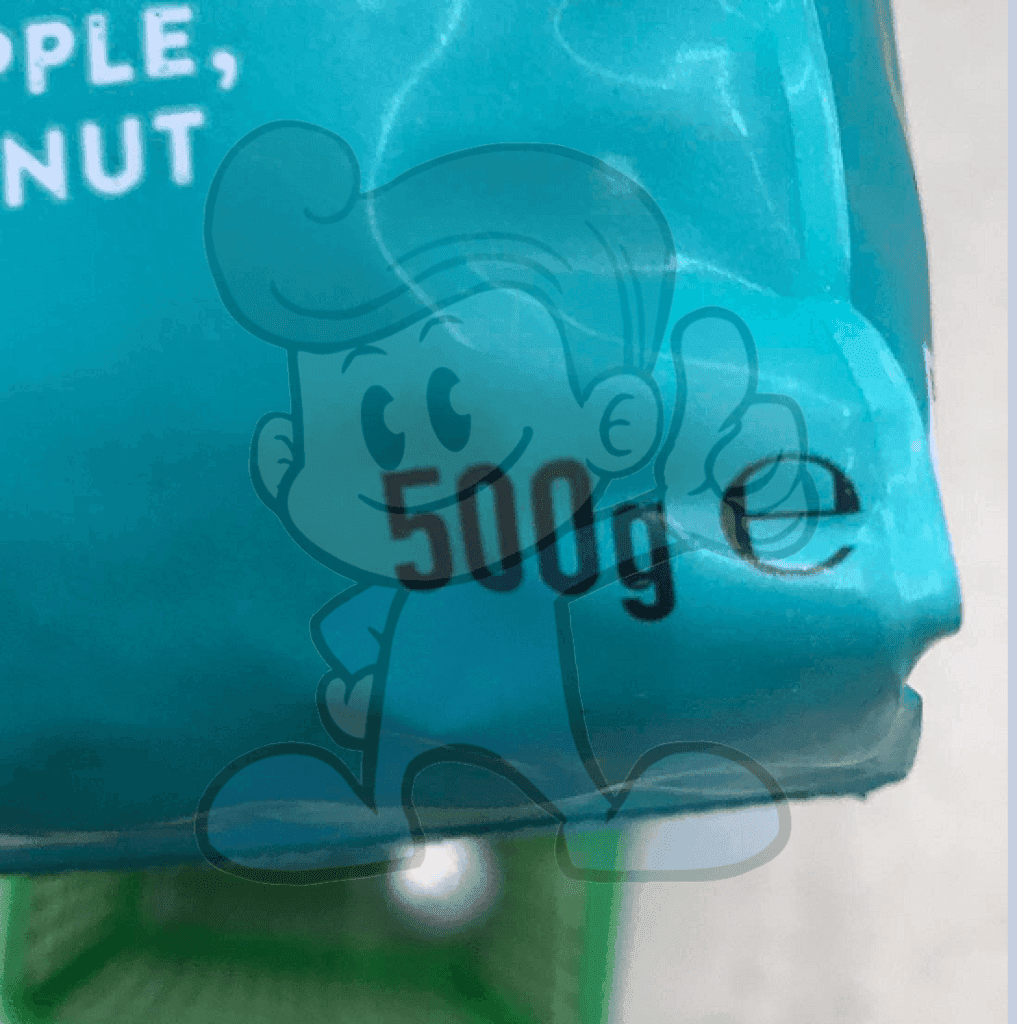 PPLE,
NUT
500g ℮